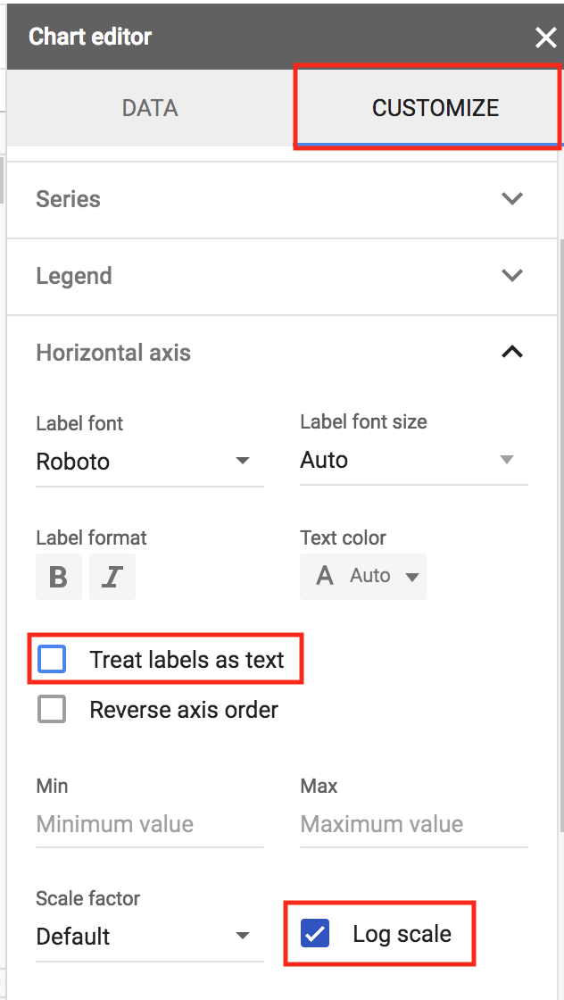 Chart editor
DATA CUSTOMIZE
Series
Legend
Horizontal axis
Label font Label font size
Roboto Auto
Label format Text color
B I A Auto
Treat labels as text
Reverse axis order
Min Max
Minimum value Maximum value
Scale factor
Default Log scale